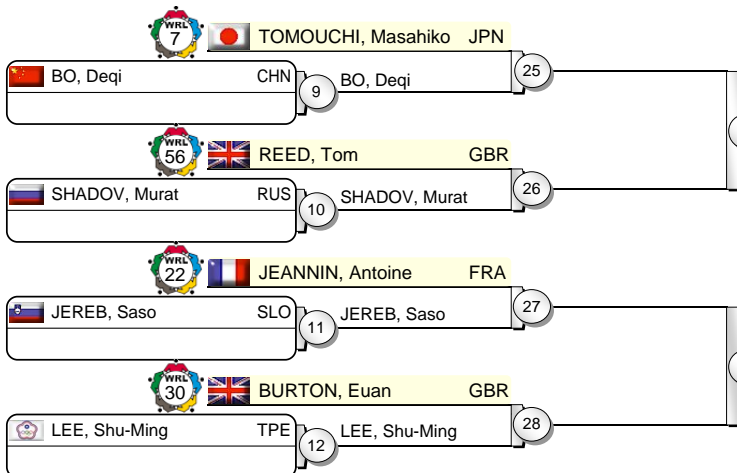 WRL
7 TOMOUCHI, Masahiko JPN
25
BO, Deqi CHN
9 BO, Deqi
WRL
56 REED, Tom GBR
26
SHADOV, Murat RUS
10 SHADOV, Murat
WRL
22 JEANNIN, Antoine FRA
27
JEREB, Saso SLO
11 JEREB, Saso
WRL
30 BURTON, Euan GBR
28
LEE, Shu-Ming TPE
12 LEE, Shu-Ming